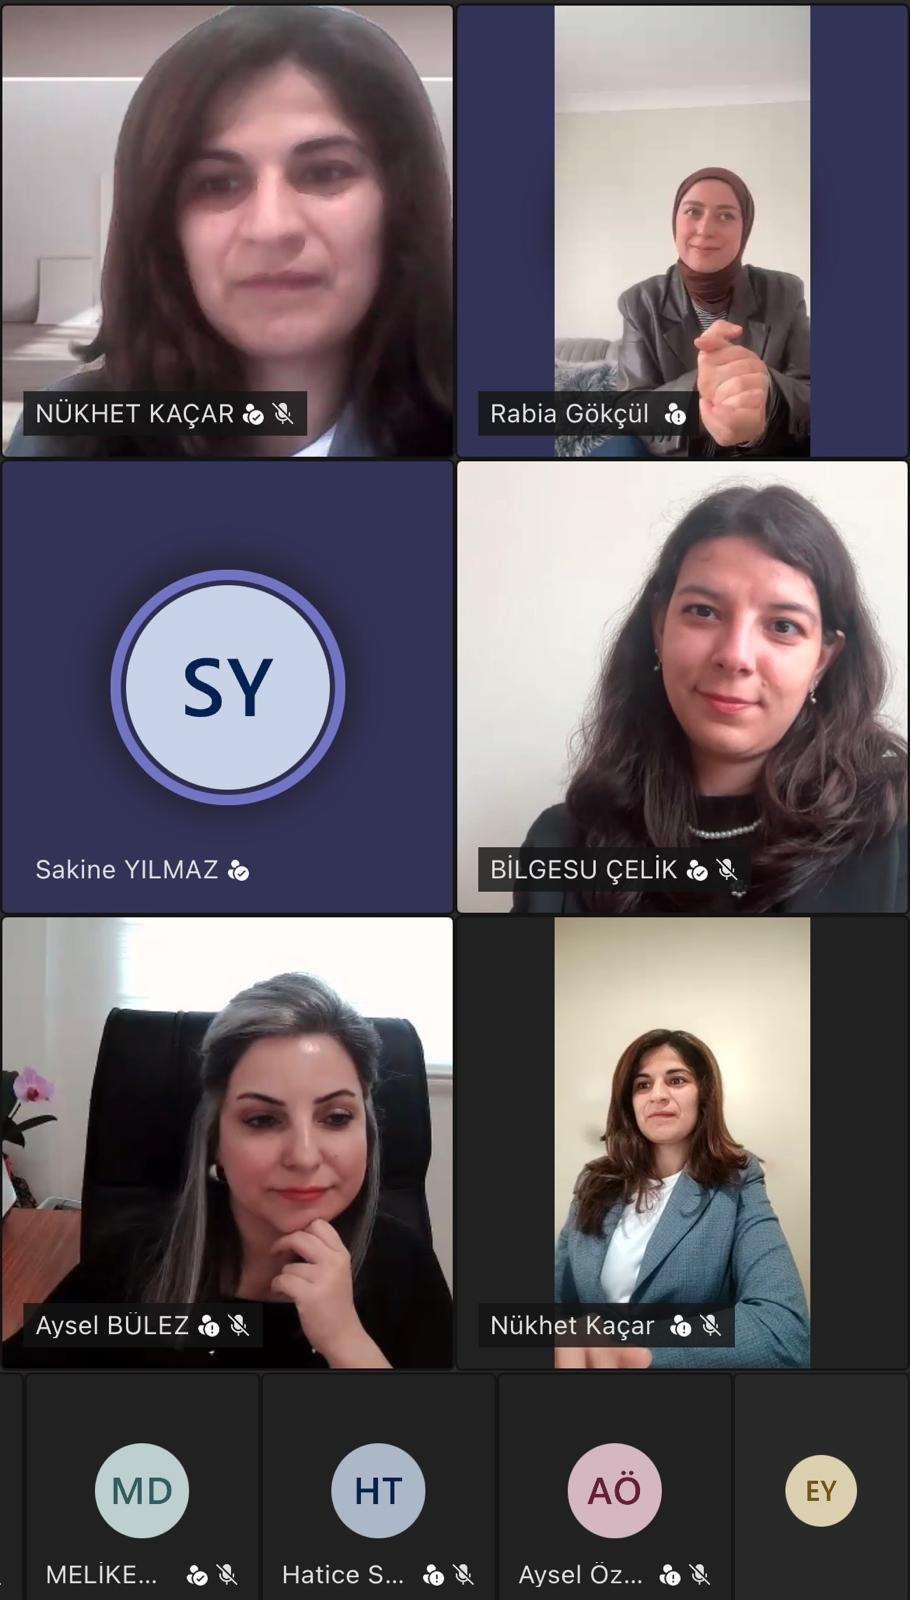 NÜKHET KAÇAR
Rabia Gökçül
SY
Sakine YILMAZ
BİLGESU ÇELİK
Aysel BÜLEZ
Nükhet Kaçar
MD
HT
AÖ
EY
MELİKE...
Hatice S...
Aysel Öz...